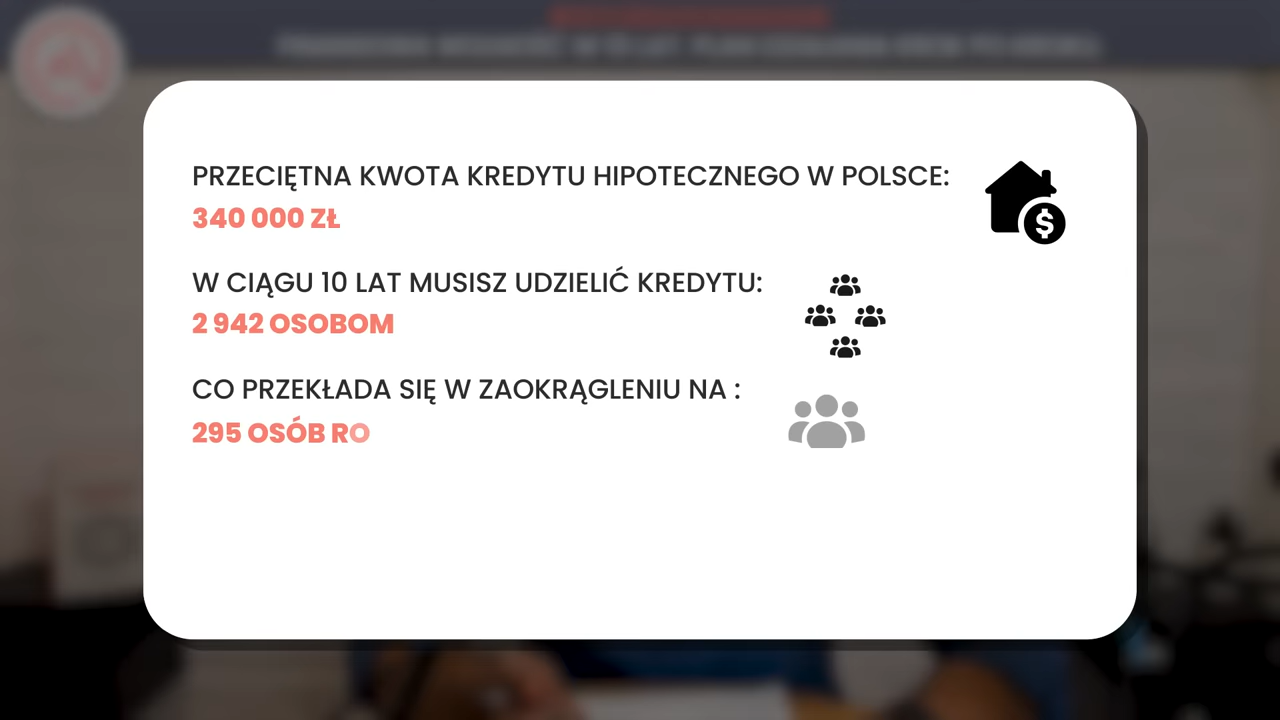 PRZECIĘTNA KWOTA KREDYTU HIPOTECZNEGO W POLSCE:
340 000 ZŁ
W CIĄGU 10 LAT MUSISZ UDZIELIĆ KREDYTU:
2 942 OSOBOM
CO PRZEKŁADA SIĘ W ZAOKRĄGLENIU NA :
295 OSÓB RO